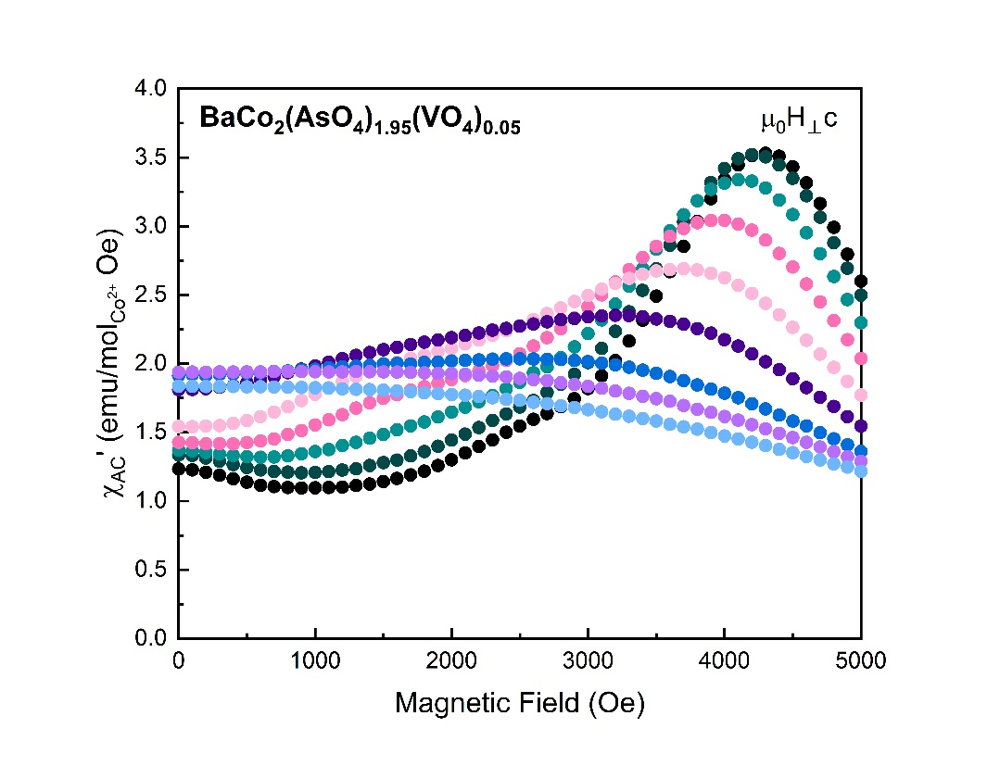 4.0
BaCo₂(AsO₄)₁.₉₅(VO₄)₀.₀₅
μ₀H⊥c
3.5
3.0
2.5
2.0
1.5
1.0
0.5
0.0
χAC' (emu/molCo²⁺ Oe)
0 1000 2000 3000 4000 5000
Magnetic Field (Oe)